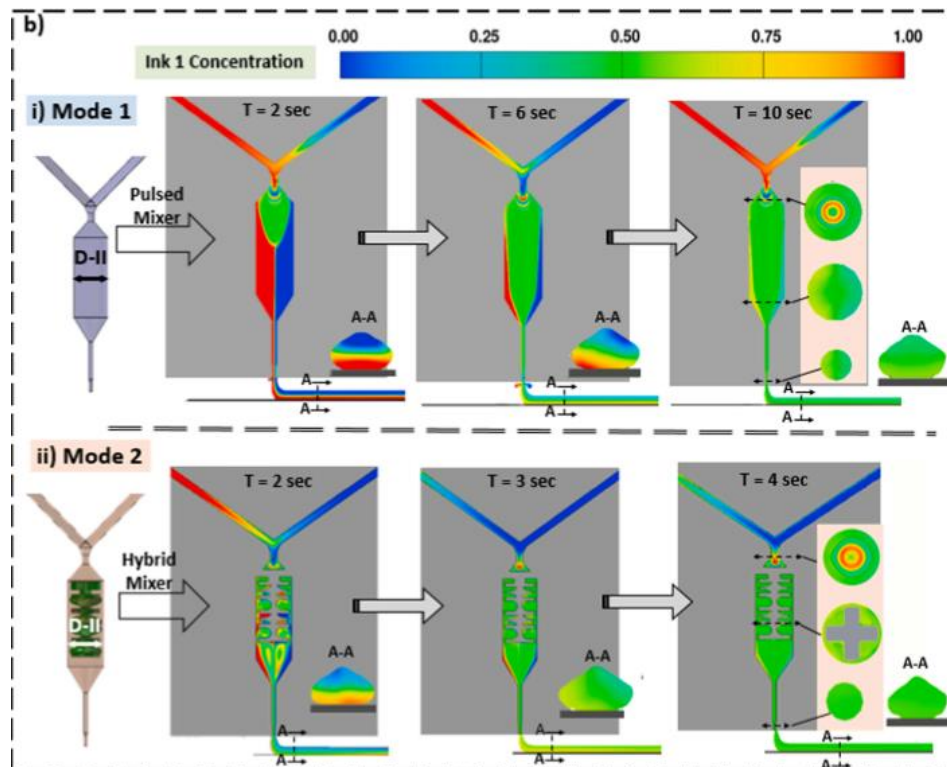 b)
0.00 0.25 0.50 0.75 1.00
Ink 1 Concentration
i) Mode 1
T = 2 sec
T = 6 sec
T = 10 sec
Pulsed
Mixer
D-II
A-A
A-A
A-A
A
A
A
A
A
A
ii) Mode 2
T = 2 sec
T = 3 sec
T = 4 sec
Hybrid
Mixer
D-II
A-A
A-A
A-A
A
A
A
A
A
A